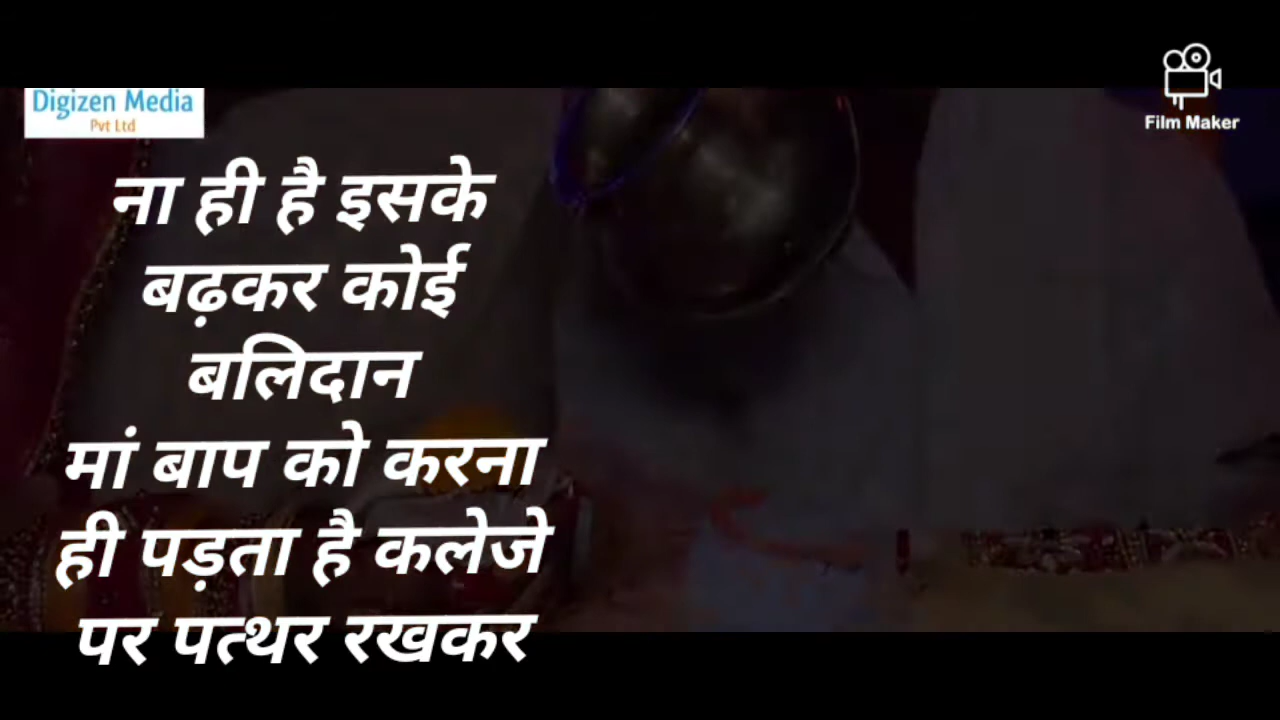 Digizen Media
Pvt Ltd
Film Maker
ना ही है इसके
बढ़कर कोई
बलिदान
मां बाप को करना
ही पड़ता है कलेजे
पर पत्थर रखकर